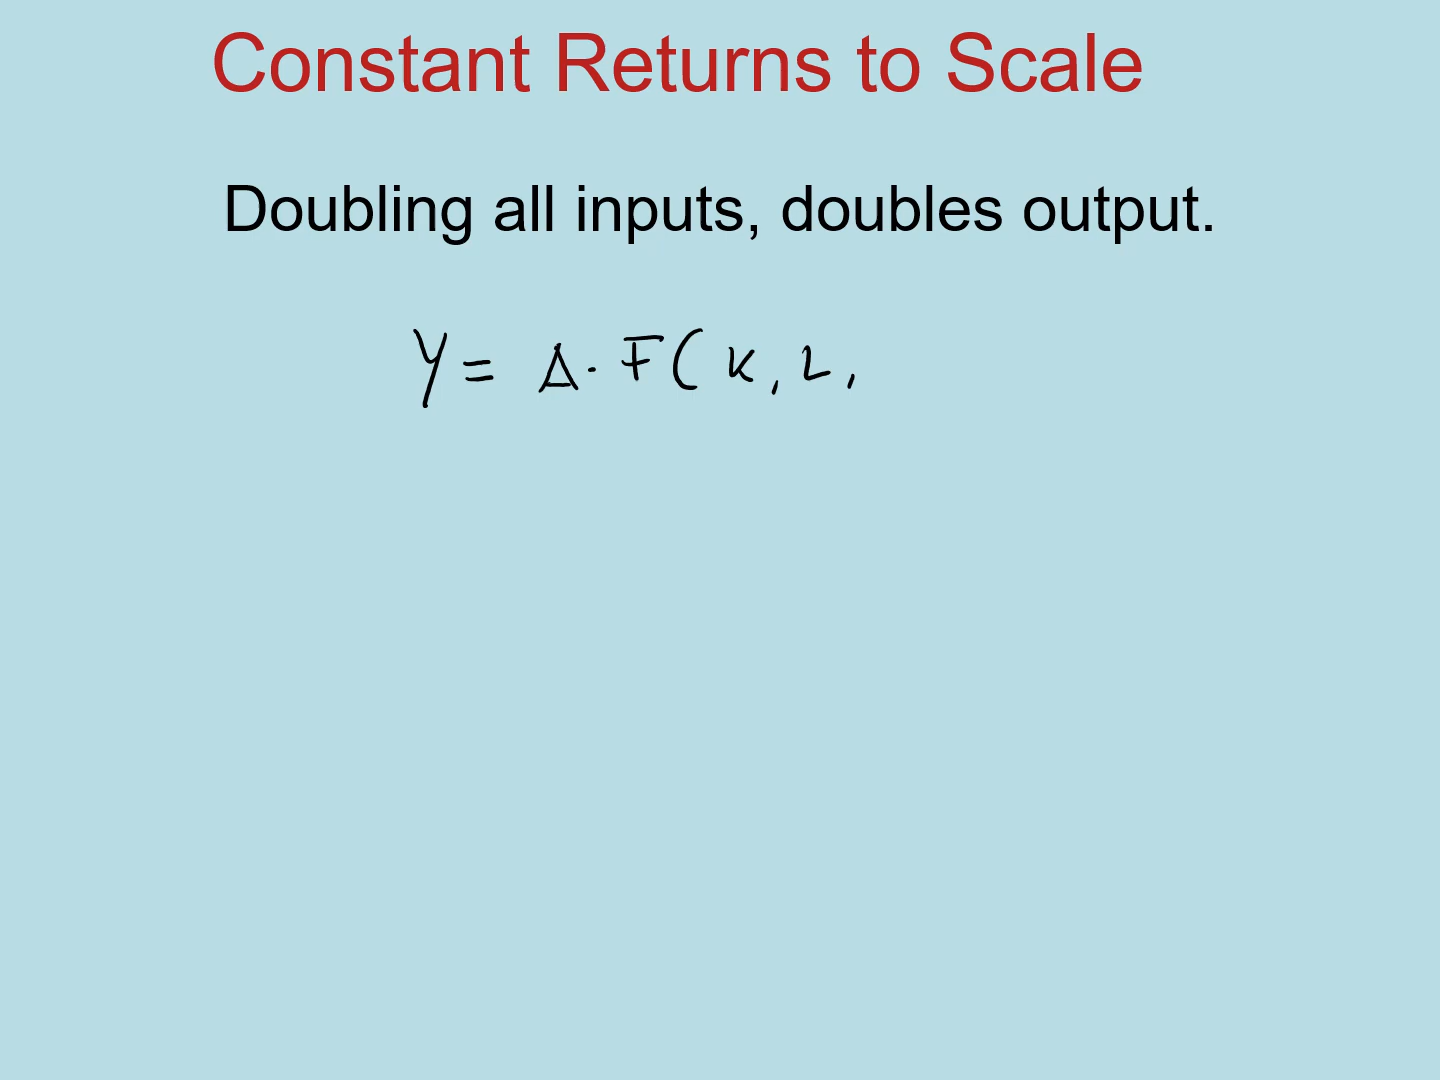 Constant Returns to Scale
Doubling all inputs, doubles output.
Y = A · F( K, L,